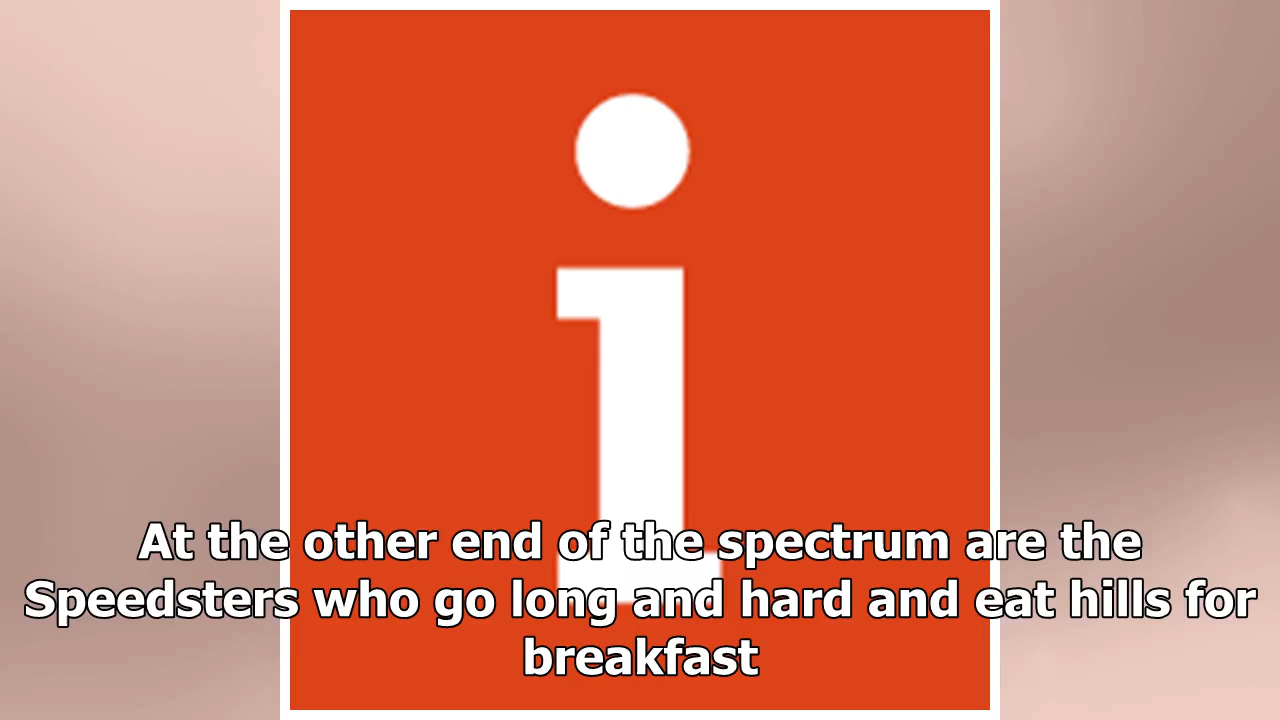 i
At the other end of the spectrum are the
Speedsters who go long and hard and eat hills for
breakfast